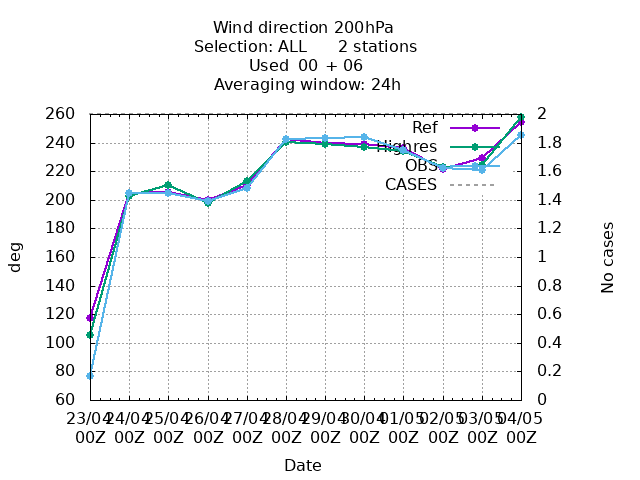 Wind direction 200hPa
Selection: ALL 2 stations
Used 00 + 06
Averaging window: 24h
260
240
220
200
180
160
140
120
100
80
60
deg
2
1.8
1.6
1.4
1.2
1
0.8
0.6
0.4
0.2
0
No cases
Ref
Highres
OBS
CASES
23/04 24/04 25/04 26/04 27/04 28/04 29/04 30/04 01/05 02/05 03/05 04/05
00Z 00Z 00Z 00Z 00Z 00Z 00Z 00Z 00Z 00Z 00Z 00Z
Date